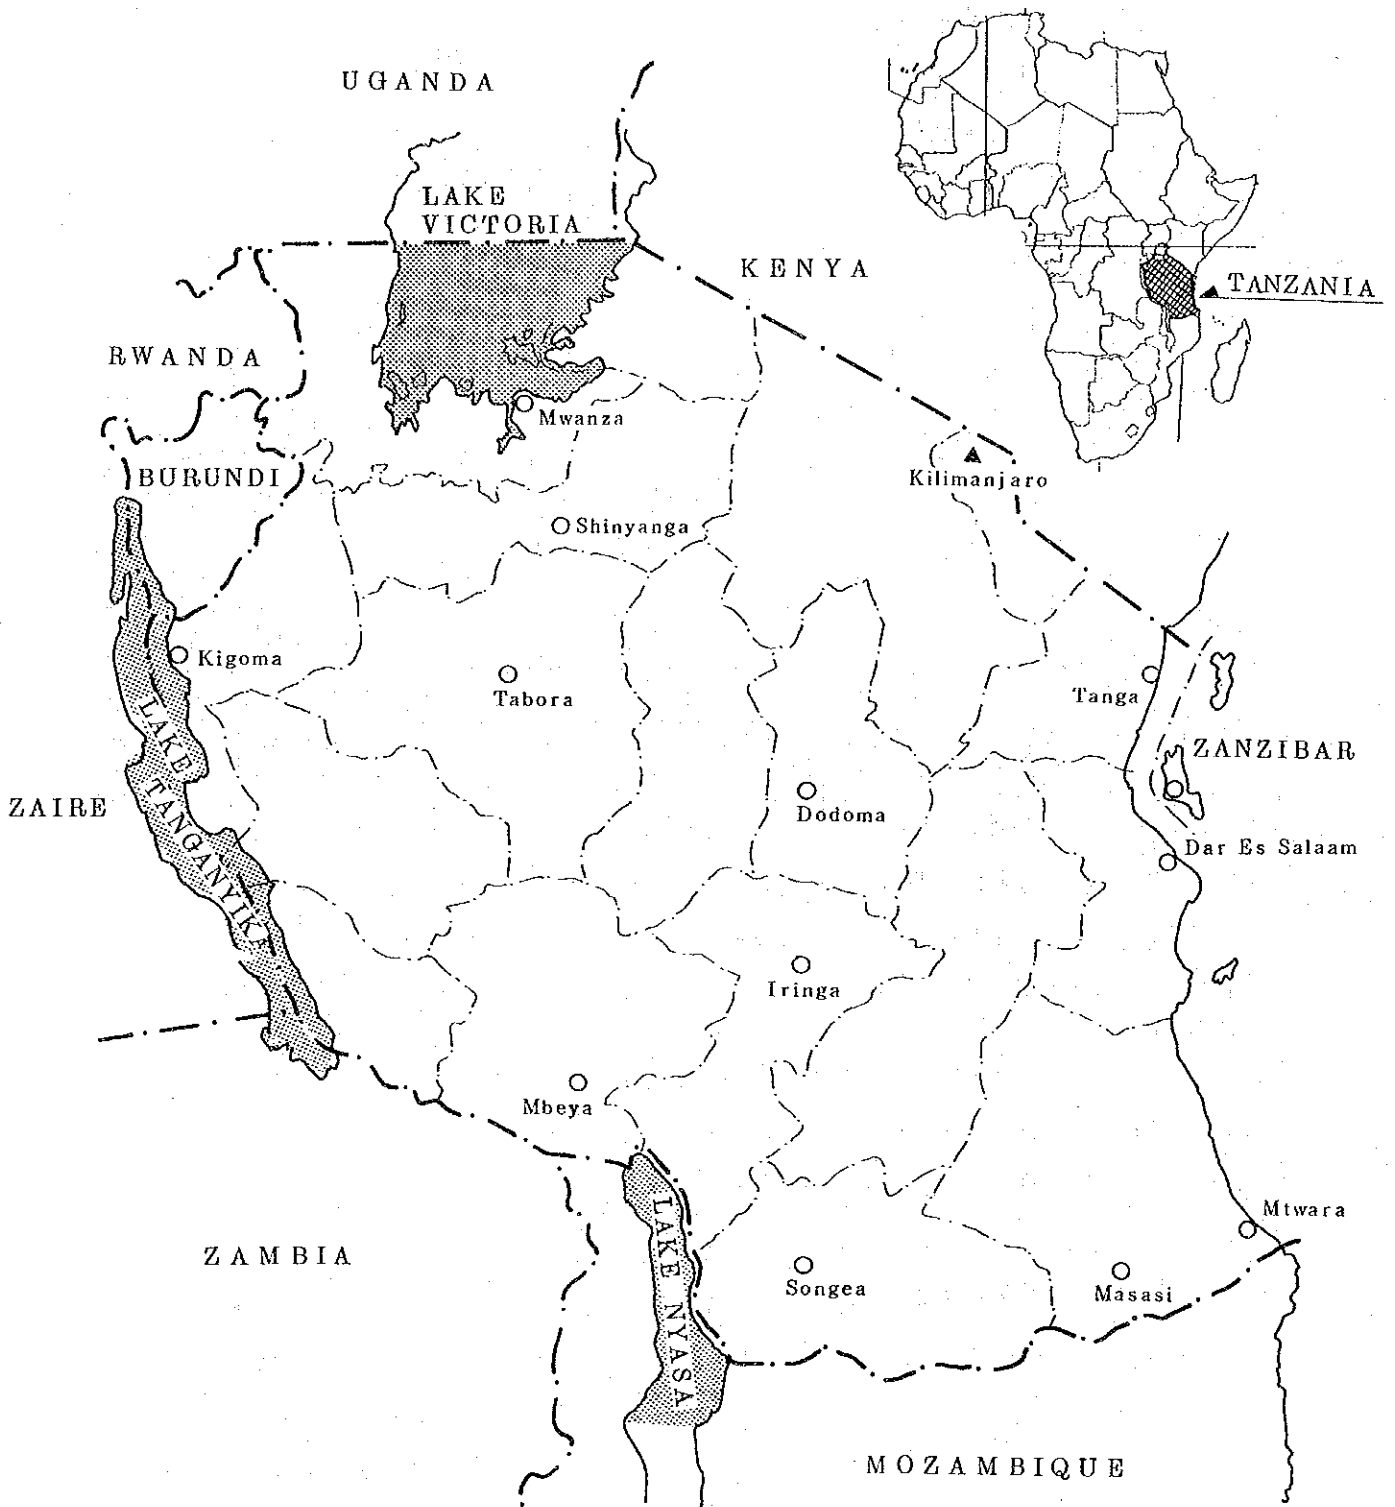 UGANDA
LAKE
VICTORIA
KENYA
TANZANIA
RWANDA
Mwanza
BURUNDI
Kilimanjaro
Shinyanga
Kigoma
Tabora
Tanga
ZANZIBAR
LAKE
TANGANYIKA
ZAIRE
Dodoma
Dar Es Salaam
Iringa
Mbeya
LAKE NYASA
Mtwara
ZAMBIA
Songea
Masasi
MOZAMBIQUE